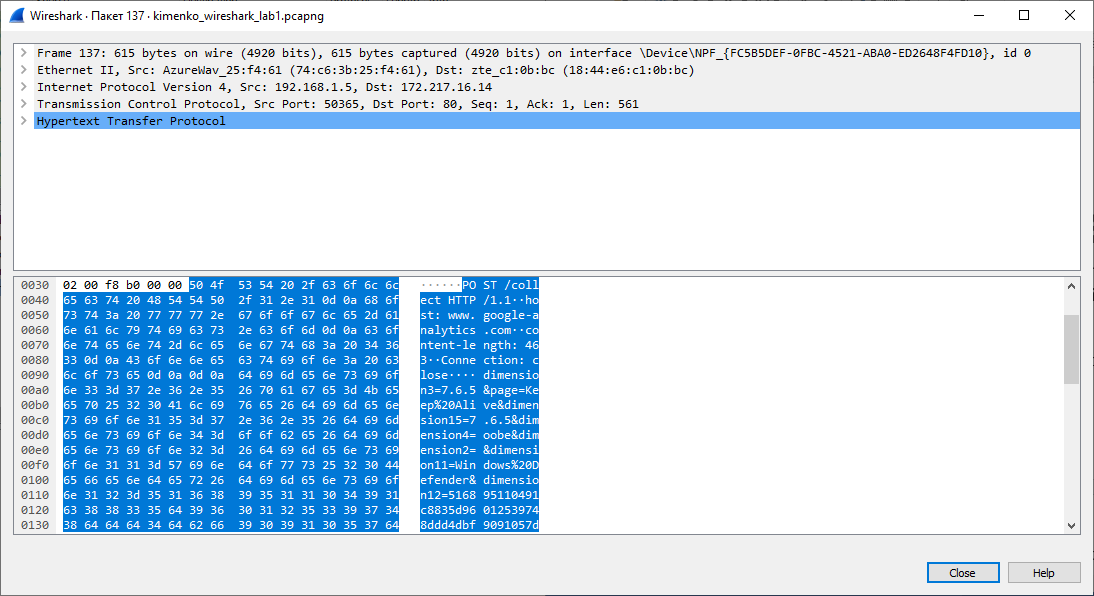 Wireshark · Пакет 137 · kimenko_wireshark_lab1.pcapng
Frame 137: 615 bytes on wire (4920 bits), 615 bytes captured (4920 bits) on interface \Device\NPF_{FC5B5DEF-0FBC-4521-ABA0-ED2648F4FD10}, id 0
Ethernet II, Src: AzureWav_25:f4:61 (74:c6:3b:25:f4:61), Dst: zte_c1:0b:bc (18:44:e6:c1:0b:bc)
Internet Protocol Version 4, Src: 192.168.1.5, Dst: 172.217.16.14
Transmission Control Protocol, Src Port: 50365, Dst Port: 80, Seq: 1, Ack: 1, Len: 561
Hypertext Transfer Protocol
0030 02 00 f8 b0 00 00 50 4f 53 54 20 2f 63 6f 6c 6c ······PO ST /coll
0040 65 63 74 20 48 54 54 50 2f 31 2e 31 0d 0a 68 6f ect HTTP /1.1··ho
0050 73 74 3a 20 77 77 77 2e 67 6f 6f 67 6c 65 2d 61 st: www. google-a
0060 6e 61 6c 79 74 69 63 73 2e 63 6f 6d 0d 0a 63 6f nalytics .com··co
0070 6e 74 65 6e 74 2d 6c 65 6e 67 74 68 3a 20 34 36 ntent-le ngth: 46
0080 33 0d 0a 43 6f 6e 6e 65 63 74 69 6f 6e 3a 20 63 3··Conne ction: c
0090 6c 6f 73 65 0d 0a 0d 0a 64 69 6d 65 6e 73 69 6f lose···· dimensio
00a0 6e 33 3d 37 2e 36 2e 35 26 70 61 67 65 3d 4b 65 n3=7.6.5 &page=Ke
00b0 65 70 25 32 30 41 6c 69 76 65 26 64 69 6d 65 6e ep%20Ali ve&dimen
00c0 73 69 6f 6e 31 35 3d 37 2e 36 2e 35 26 64 69 6d sion15=7 .6.5&dim
00d0 65 6e 73 69 6f 6e 34 3d 6f 6f 62 65 26 64 69 6d ension4= oobe&dim
00e0 65 6e 73 69 6f 6e 32 3d 26 64 69 6d 65 6e 73 69 ension2= &dimensi
00f0 6f 6e 31 31 3d 57 69 6e 64 6f 77 73 25 32 30 44 on11=Win dows%20D
0100 65 66 65 6e 64 65 72 26 64 69 6d 65 6e 73 69 6f efender& dimensio
0110 6e 31 32 3d 35 31 36 38 39 35 31 31 30 34 39 31 n12=5168 95110491
0120 63 38 38 33 35 64 39 36 30 31 32 35 33 39 37 34 c8835d96 01253974
0130 38 64 64 64 34 64 62 66 39 30 39 31 30 35 37 64 8ddd4dbf 9091057d
Close Help